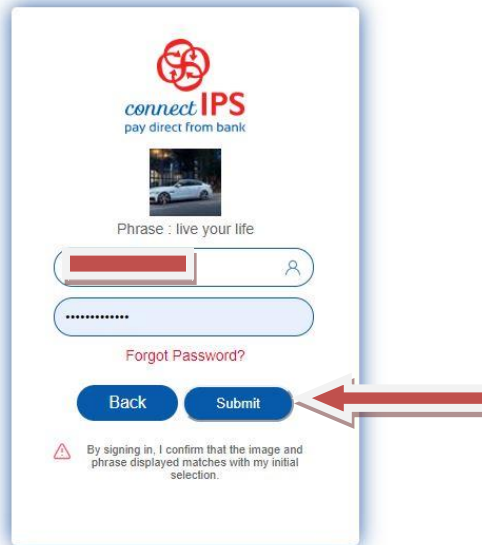 connect IPS
pay direct from bank
Phrase : live your life
Forgot Password?
Back
Submit
By signing in, I confirm that the image and
phrase displayed matches with my initial
selection.